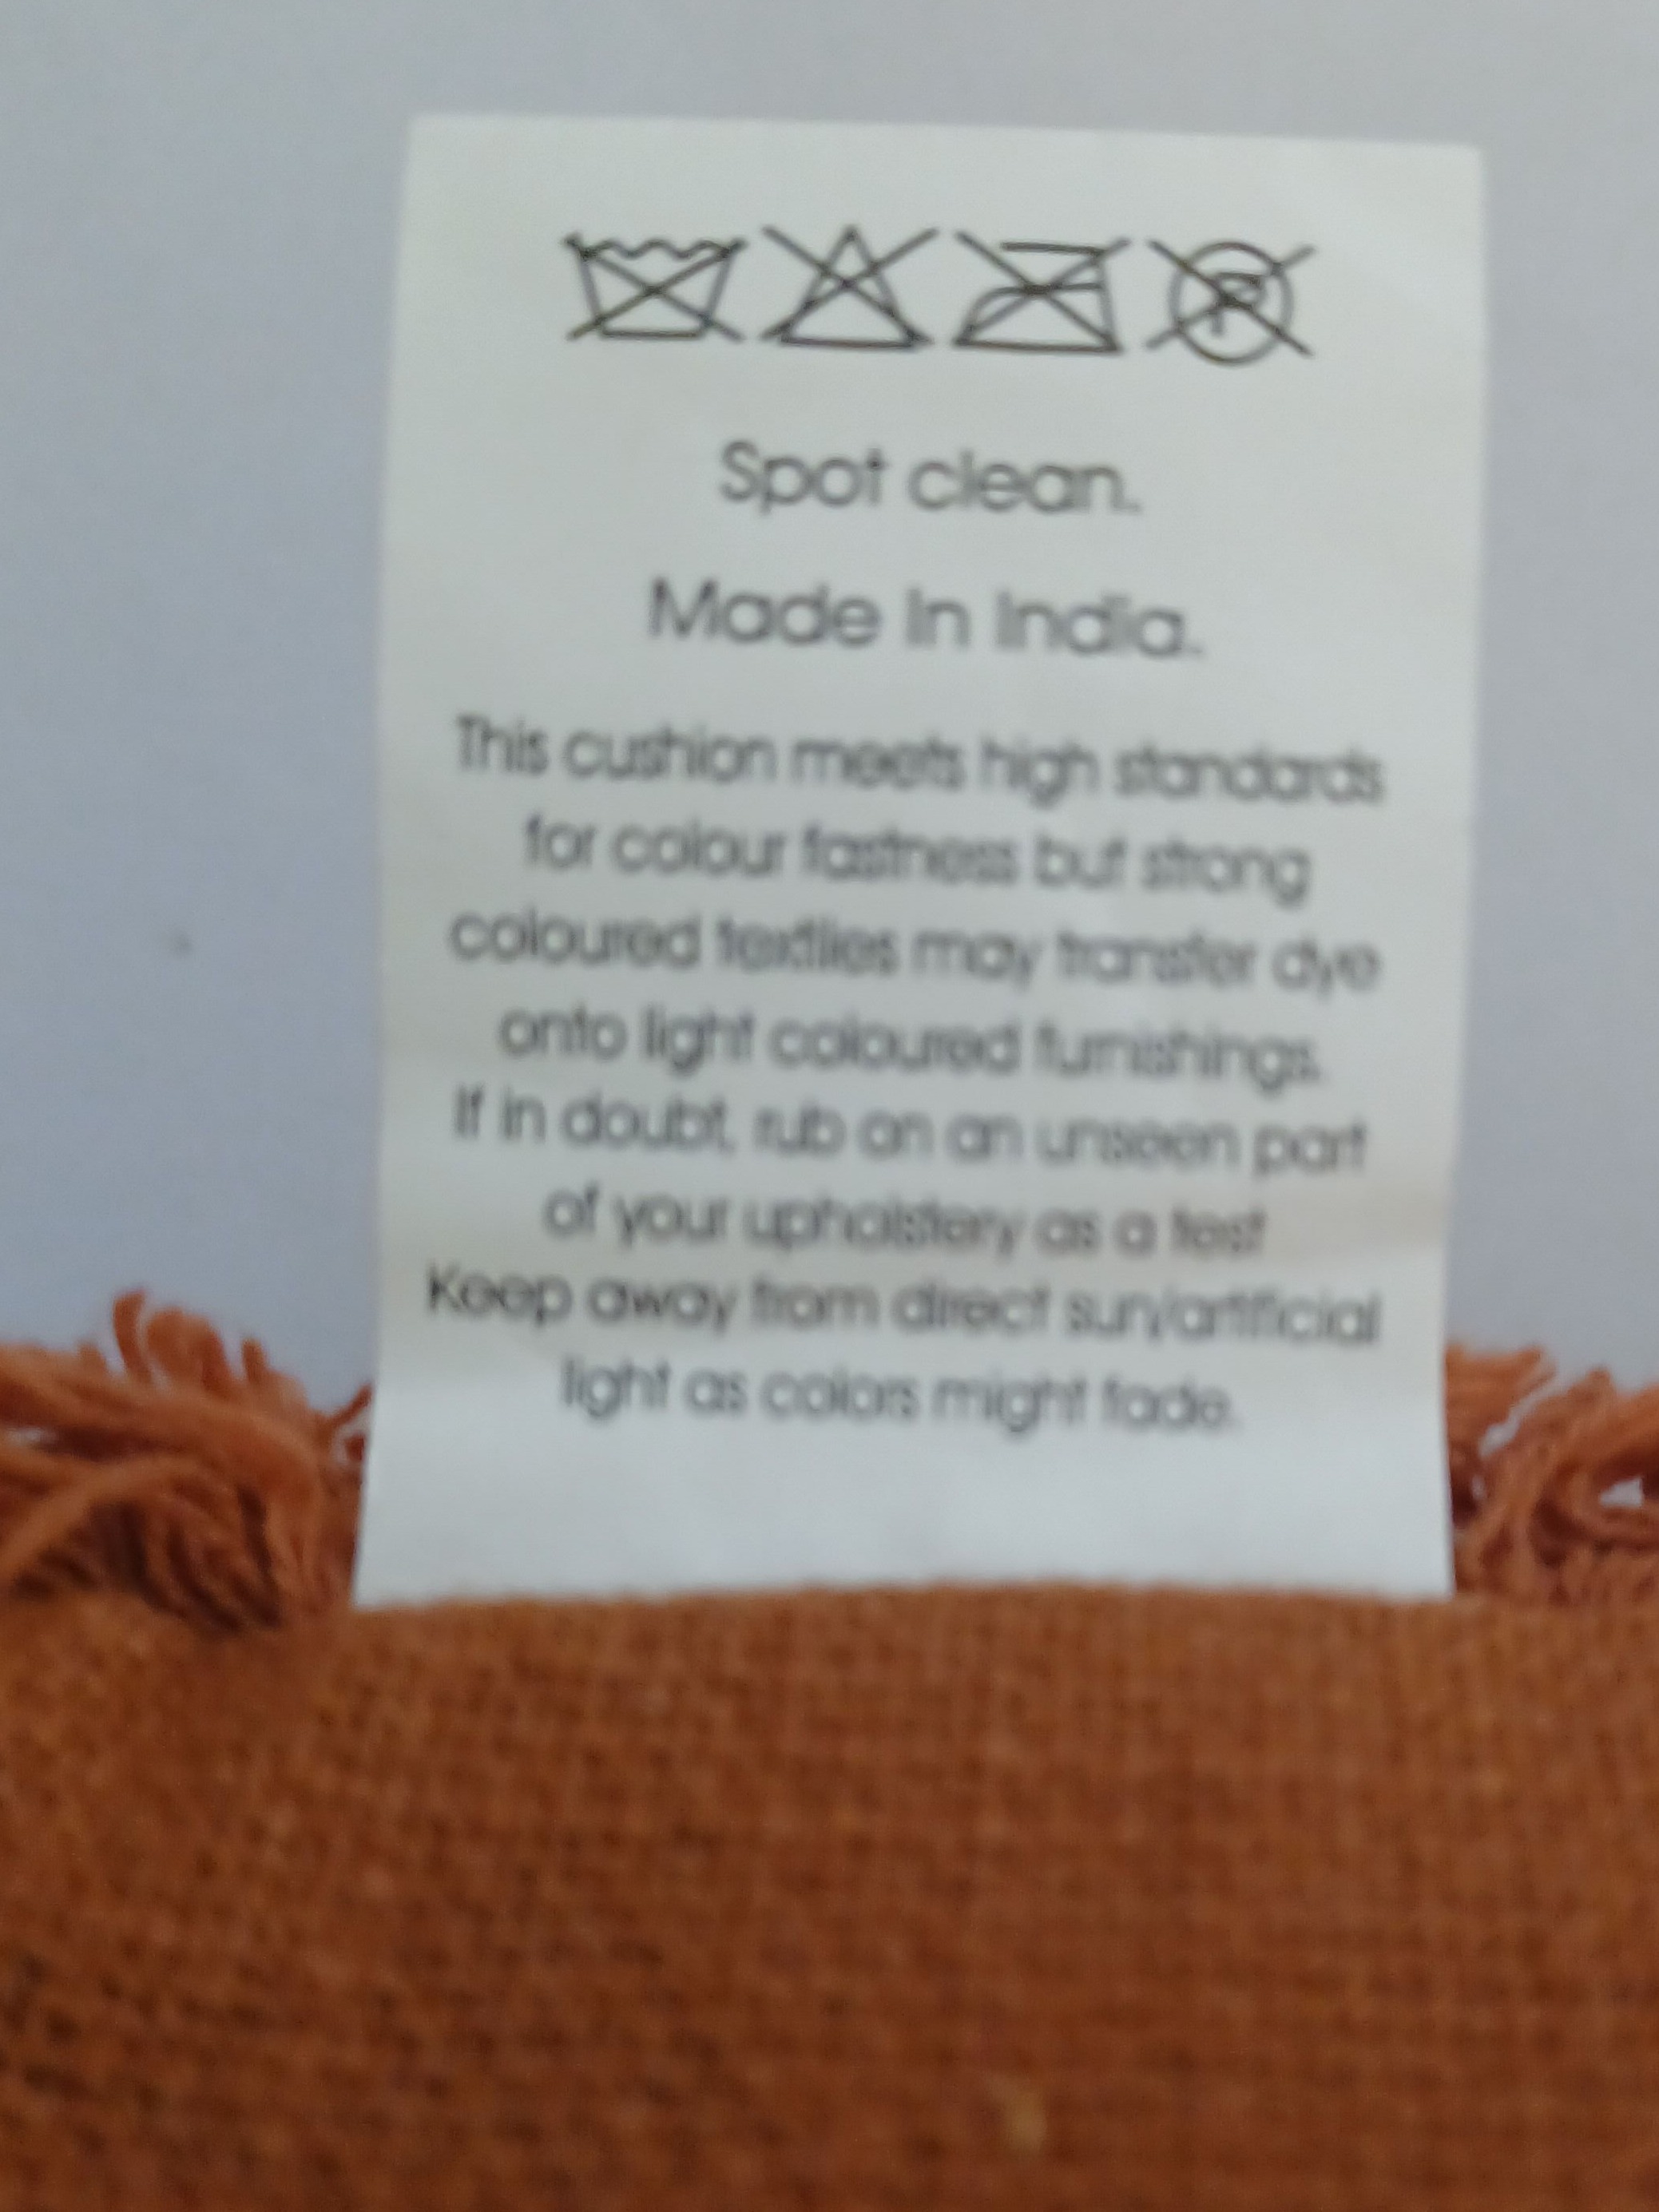 Spot clean.
Made in India.
This cushion meets high standards
for colour fastness but strong
coloured textiles may transfer dye
onto light coloured furnishings.
If in doubt, rub on an unseen part
of your upholstery as a test
Keep away from direct sun/artificial
light as colors might fade.